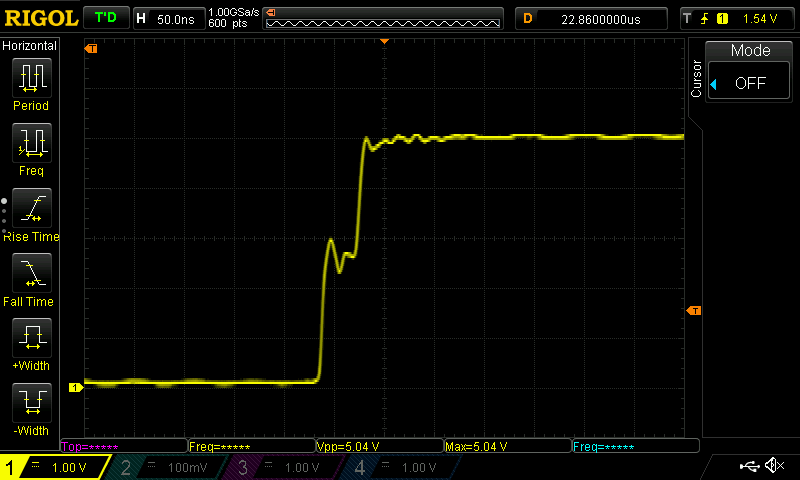 RIGOL T'D H 50.0ns 1.00GSa/s 600 pts D 22.8600000us T 1 1.54 V
Horizontal
Period
Freq
Rise Time
Fall Time
+Width
-Width
T
T
1
Cursor
Mode
OFF
Top=***** Freq=***** Vpp=5.04 V Max=5.04 V Freq=*****
1 = 1.00 V 2 = 100mV 3 = 1.00 V 4 = 1.00 V